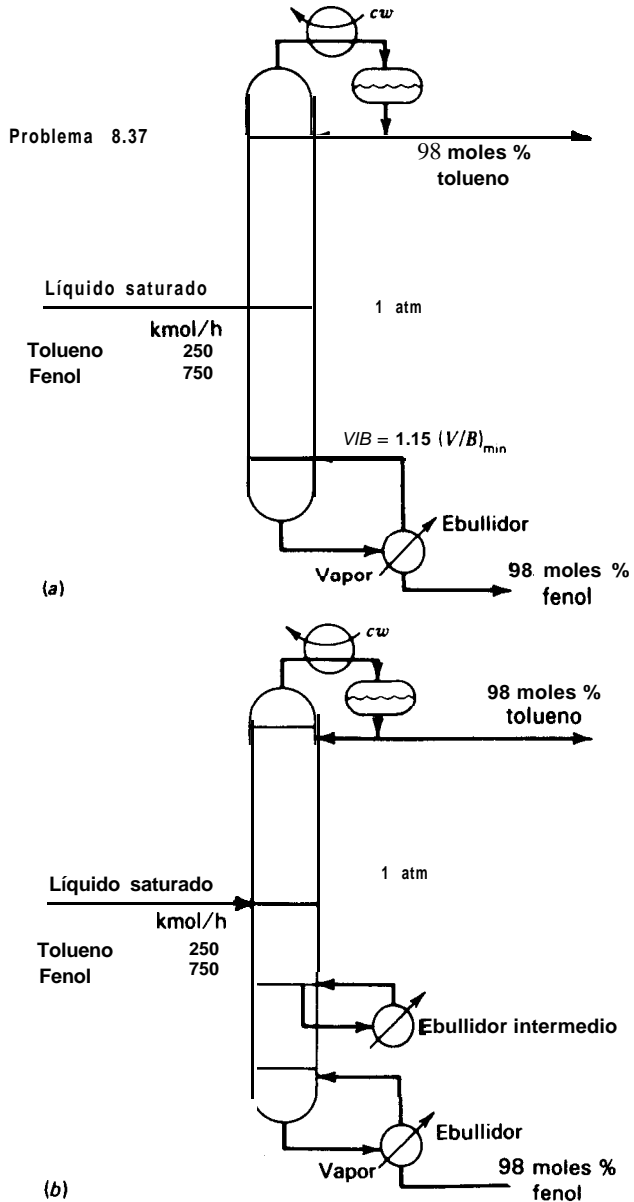 cw
Problema 8.37
98 moles %
tolueno
Líquido saturado
1 atm
kmol/h
Tolueno 250
Fenol 750
VIB = 1.15 (V/B)min
Ebullidor
Vapor
98 moles %
fenol
(a)
cw
98 moles %
tolueno
1 atm
Líquido saturado
kmol/h
Tolueno 250
Fenol 750
Ebullidor intermedio
Ebullidor
Vapor
98 moles %
fenol
(b)